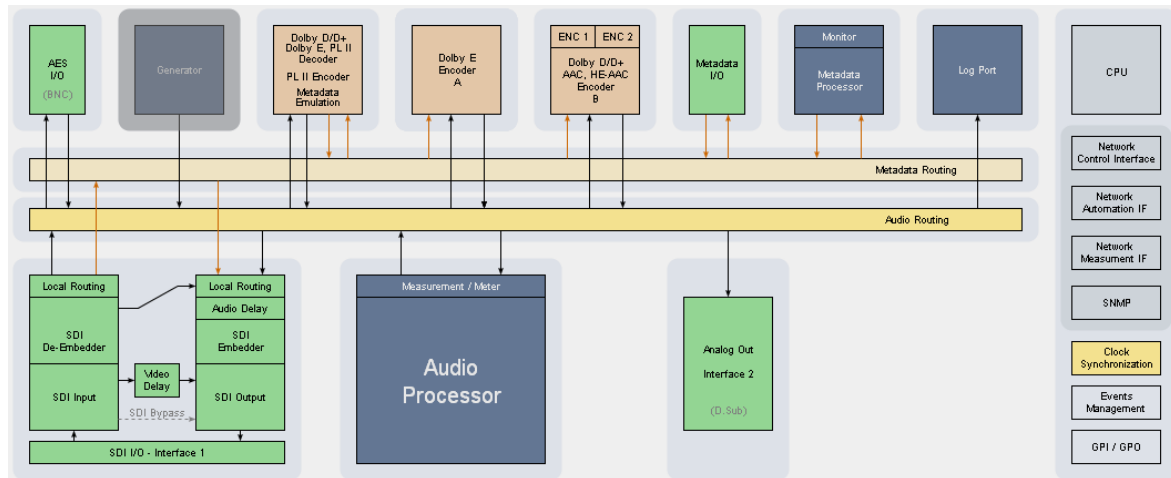 AES
I/O
(BNC)
Generator
Dolby D/D+
Dolby E, PL II
Decoder
PL II Encoder
Metadata
Emulation
Dolby E
Encoder
A
ENC 1
ENC 2
Dolby D/D+
AAC, HE-AAC
Encoder
B
Metadata
I/O
Monitor
Metadata
Processor
Log Port
CPU
Network
Control Interface
Network
Automation IF
Network
Measument IF
SNMP
Clock
Synchronization
Events
Management
GPI / GPO
Metadata Routing
Audio Routing
Local Routing
SDI
De-Embedder
SDI Input
Video
Delay
SDI Bypass
Local Routing
Audio Delay
SDI
Embedder
SDI Output
SDI I/O - Interface 1
Measurement / Meter
Audio
Processor
Analog Out
Interface 2
(D.Sub)